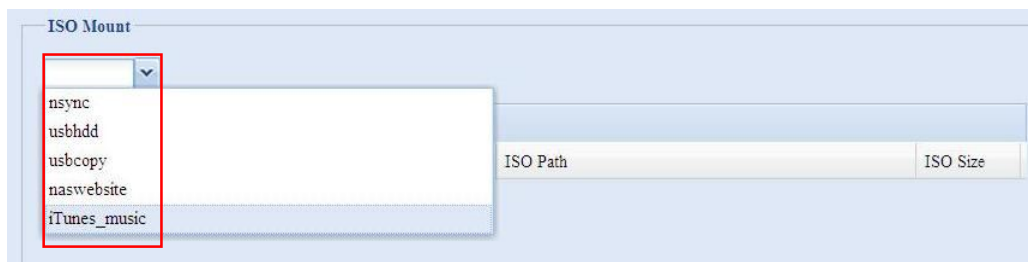 ISO Mount
nsync
usbhdd
usbcopy
naswebsite
iTunes_music
ISO Path
ISO Size